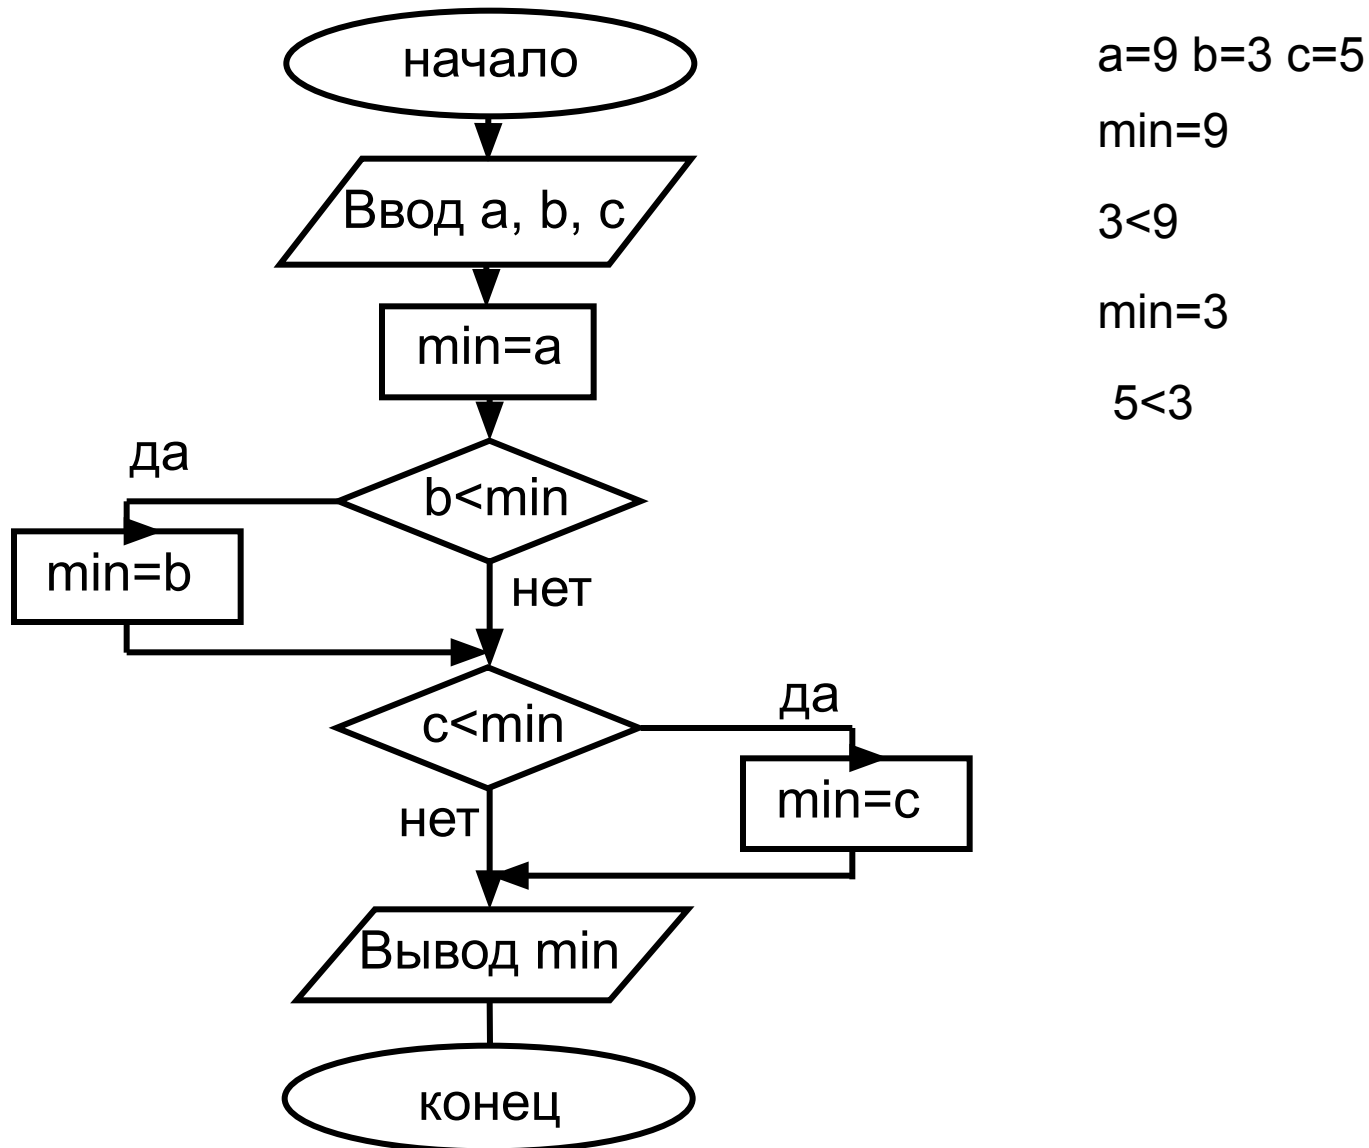 начало
Ввод a, b, c
min=a
да
b<min
min=b
нет
да
c<min
min=c
нет
Вывод min
конец
a=9 b=3 c=5
min=9
3<9
min=3
5<3